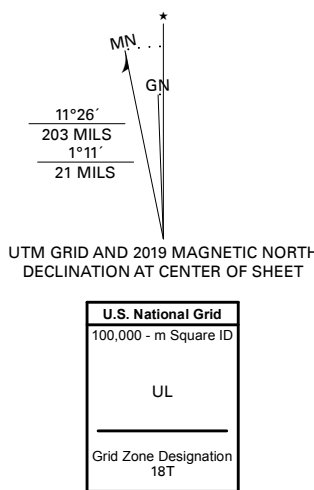 MN
GN
11°26´
203 MILS
1°11´
21 MILS
UTM GRID AND 2019 MAGNETIC NORTH
DECLINATION AT CENTER OF SHEET
U.S. National Grid
100,000 - m Square ID
UL
Grid Zone Designation
18T